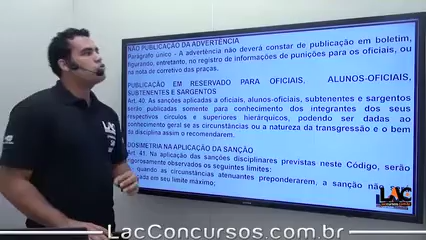 NÃO PUBLICAÇÃO DA ADVERTÊNCIA
Parágrafo único - A advertência não deverá constar de publicação em boletim,
figurando, entretanto, no registro de informações de punições para os oficiais, ou
na nota de corretivo das praças.
PUBLICAÇÃO EM RESERVADO PARA OFICIAIS, ALUNOS-OFICIAIS,
SUBTENENTES E SARGENTOS
Art. 40. As sanções aplicadas a oficiais, alunos-oficiais, subtenentes e sargentos
serão publicadas somente para conhecimento dos integrantes dos seus
respectivos círculos e superiores hierárquicos, podendo ser dadas ao
conhecimento geral se as circunstâncias ou a natureza da transgressão e o bem
da disciplina assim o recomendarem.
DOSIMETRIA NA APLICAÇÃO DA SANÇÃO
Art. 41. Na aplicação das sanções disciplinares previstas neste Código, serão
rigorosamente observados os seguintes limites:
quando as circunstâncias atenuantes preponderarem, a sanção não
em seu limite máximo;
LAC
LAC
CONCURSOS
www.LacConcursos.com.br